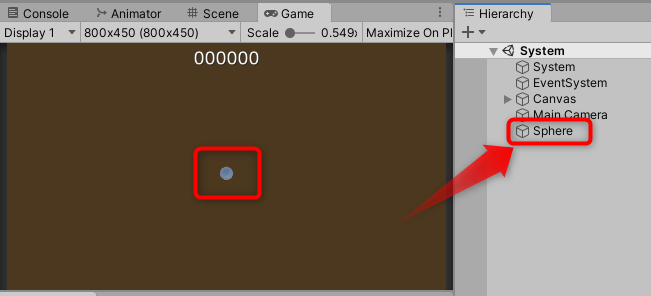 Console
Animator
Scene
Game
Display 1
800x450 (800x450)
Scale
0.549x
Maximize On Pl
000000
Hierarchy
System
System
EventSystem
Canvas
Main Camera
Sphere